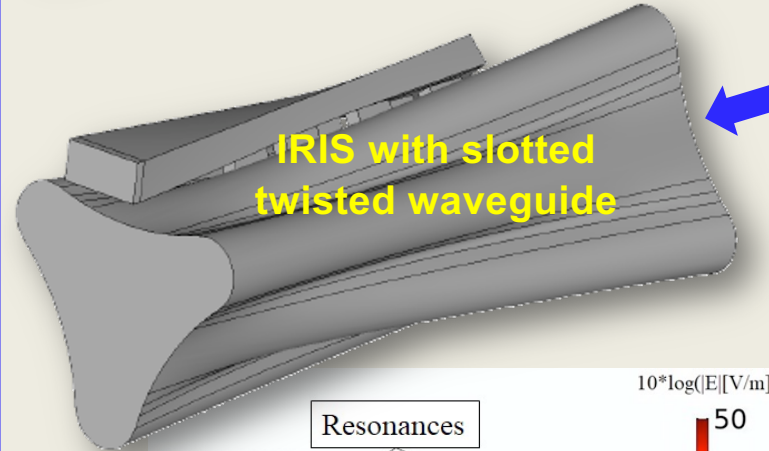 IRIS with slotted
twisted waveguide
10*log(|E|[V/m]
Resonances
50